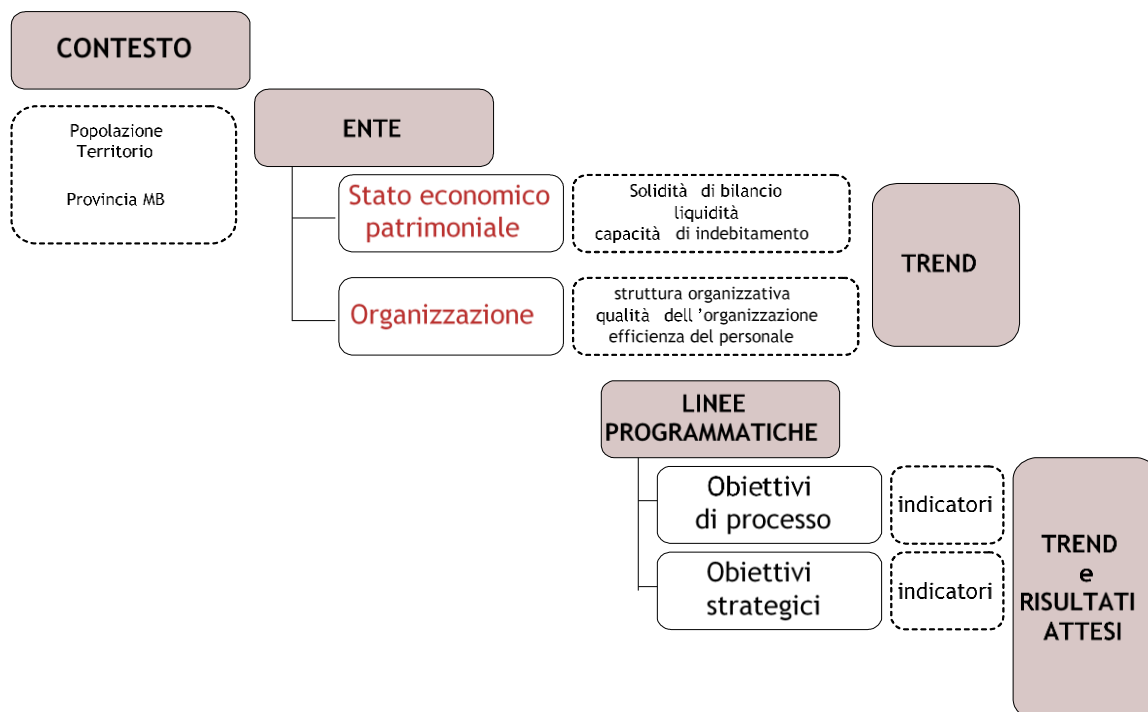 CONTESTO
Popolazione
Territorio
Provincia MB
ENTE
Stato economico
patrimoniale
Solidità di bilancio
liquidità
capacità di indebitamento
TREND
Organizzazione
struttura organizzativa
qualità dell'organizzazione
efficienza del personale
LINEE
PROGRAMMATICHE
Obiettivi
di processo
indicatori
Obiettivi
strategici
indicatori
TREND
e
RISULTATI
ATTESI